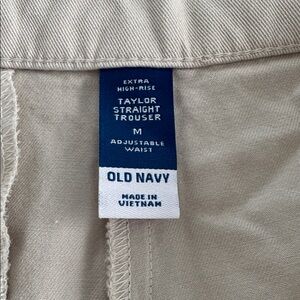 EXTRA
HIGH-RISE
TAYLOR
STRAIGHT
TROUSER
M
ADJUSTABLE
WAIST
OLD NAVY
MADE IN
VIETNAM